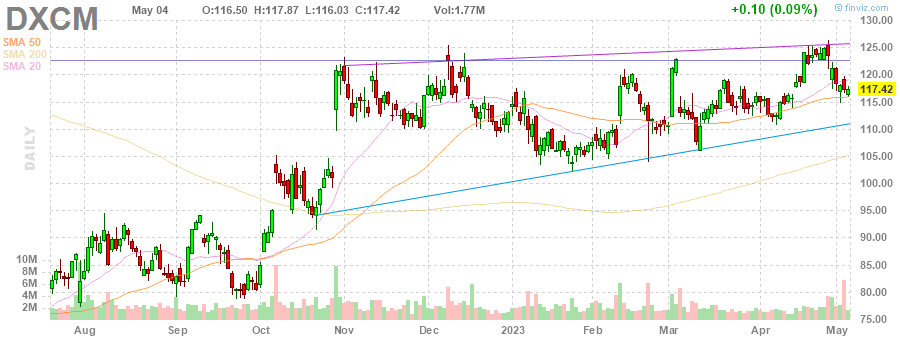 DXCM May 04 O:116.50 H:117.87 L:116.03 C:117.42 Vol:1.77M +0.10 (0.09%) @ finviz.com
SMA 50
SMA 200
SMA 20
DAILY
130.00
125.00
120.00
117.42
115.00
110.00
105.00
100.00
95.00
90.00
85.00
80.00
75.00
10M
8M
6M
4M
2M
Aug Sep Oct Nov Dec 2023 Feb Mar Apr May